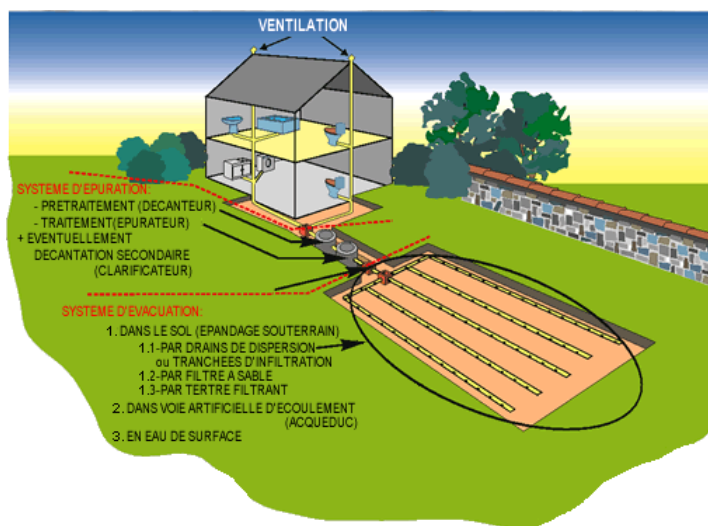 VENTILATION
SYSTEME D'EPURATION:
- PRETRAITEMENT (DECANTEUR)
- TRAITEMENT(EPURATEUR)
+ EVENTUELLEMENT
DECANTATION SECONDAIRE
(CLARIFICATEUR)
SYSTEME D'EVACUATION:
1. DANS LE SOL (EPANDAGE SOUTERRAIN)
1.1-PAR DRAINS DE DISPERSION
ou TRANCHEES D'INFILTRATION
1.2-PAR FILTRE A SABLE
1.3-PAR TERTRE FILTRANT
2. DANS VOIE ARTIFICIELLE D'ECOULEMENT
(ACQUEDUC)
3. EN EAU DE SURFACE